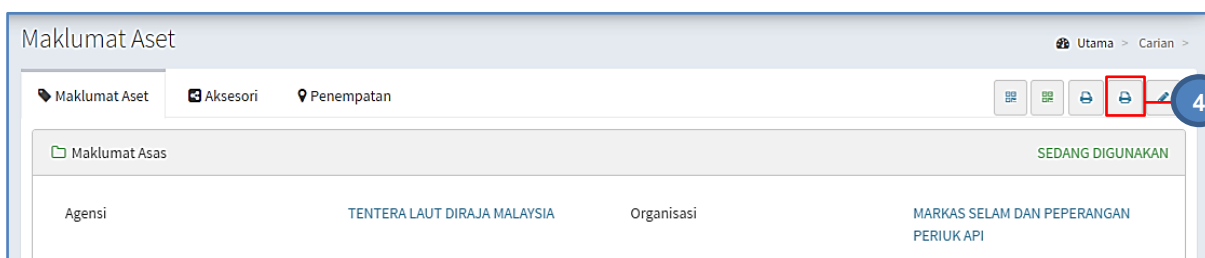 Maklumat Aset
Utama > Carian >
Maklumat Aset Aksesori Penempatan
4
Maklumat Asas SEDANG DIGUNAKAN
Agensi TENTERA LAUT DIRAJA MALAYSIA Organisasi MARKAS SELAM DAN PEPERANGAN
PERIUK API